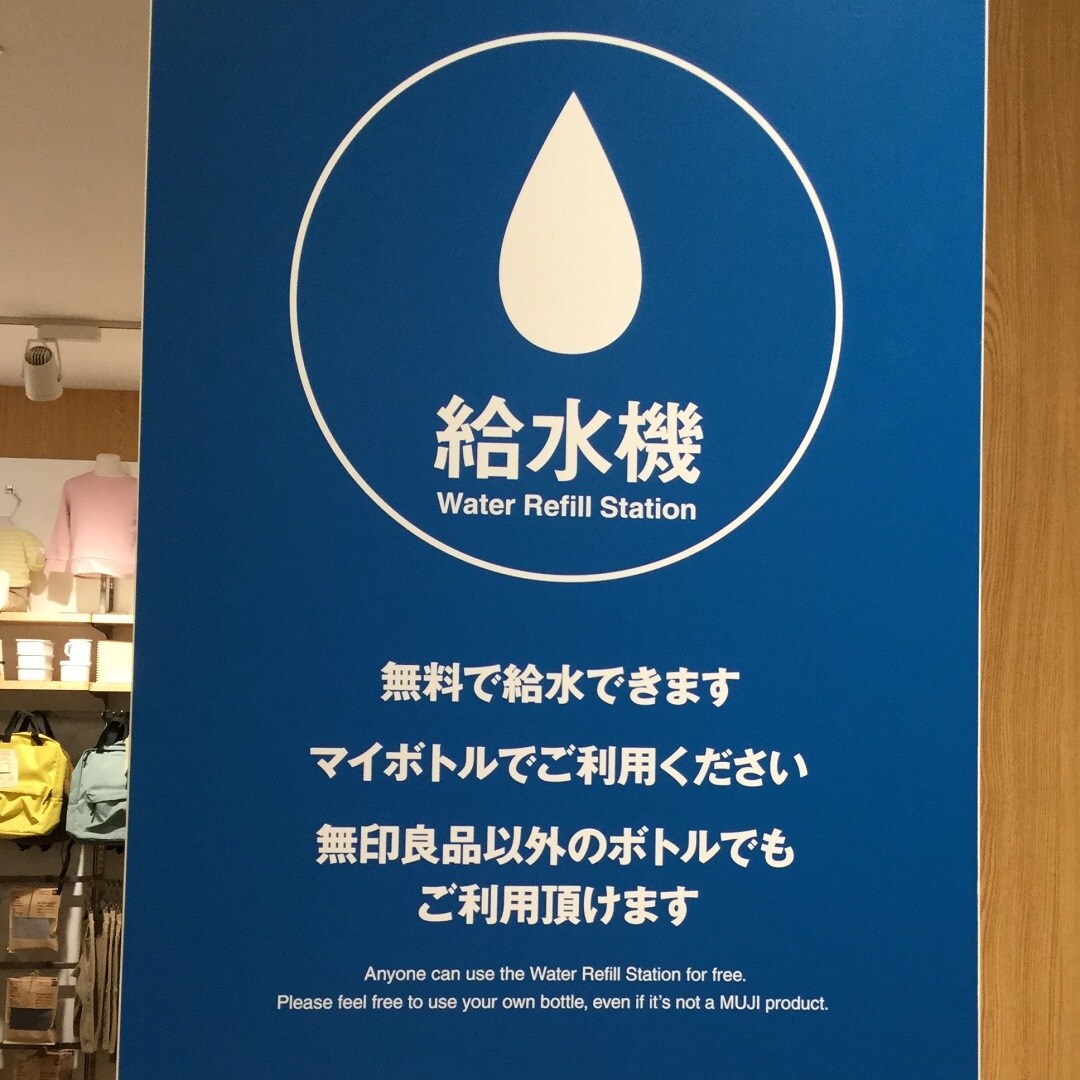 給水機
Water Refill Station
無料で給水できます
マイボトルでご利用ください
無印良品以外のボトルでも
ご利用頂けます
Anyone can use the Water Refill Station for free.
Please feel free to use your own bottle, even if it's not a MUJI product.